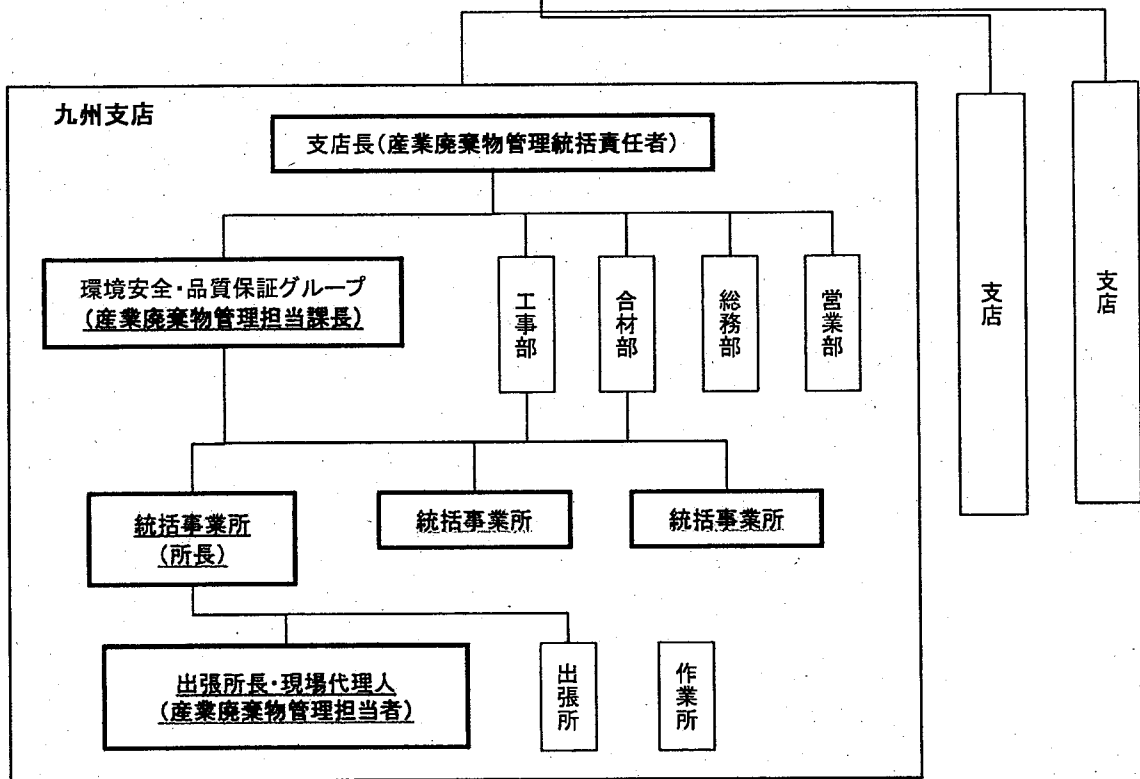 九州支店
支店長(産業廃棄物管理統括責任者)
環境安全・品質保証グループ
(産業廃棄物管理担当課長)
工事部
合材部
総務部
営業部
支店
支店
統括事業所
(所長)
統括事業所
統括事業所
出張所長・現場代理人
(産業廃棄物管理担当者)
出張所
作業所